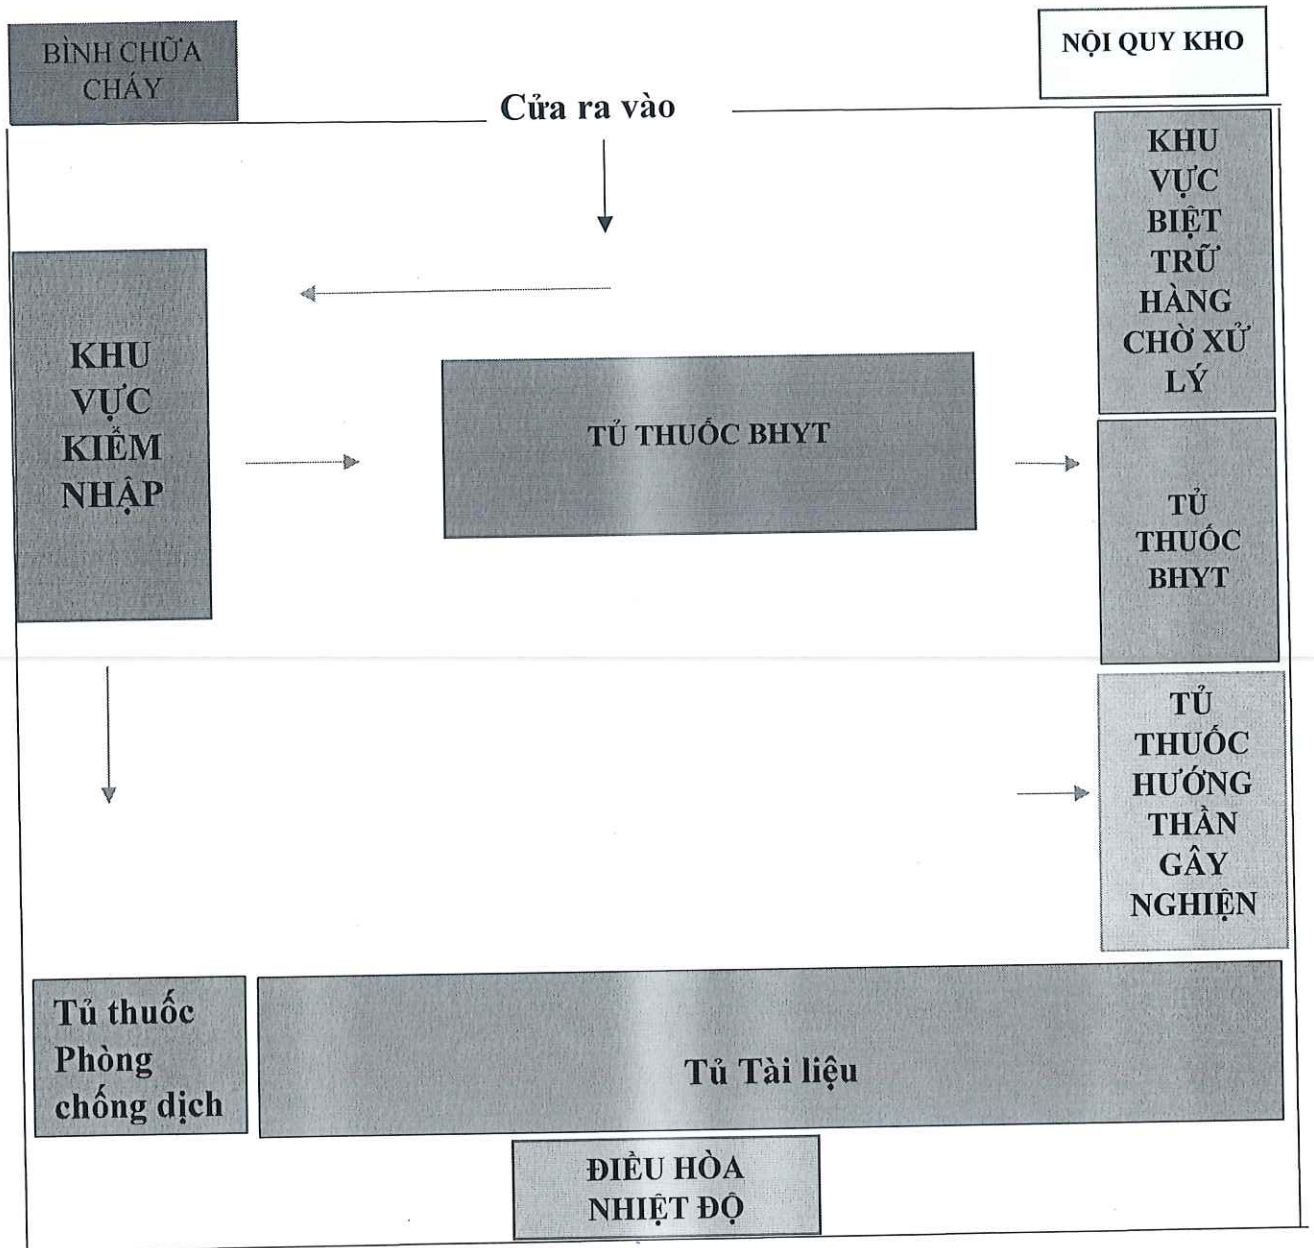 BÌNH CHỮA
CHÁY
NỘI QUY KHO
Cửa ra vào
KHU
VỰC
BIỆT
TRỮ
HÀNG
CHỜ XỬ
LÝ
KHU
VỰC
KIỂM
NHẬP
TỦ THUỐC BHYT
TỦ
THUỐC
BHYT
TỦ
THUỐC
HƯỚNG
THẦN
GÂY
NGHIỆN
Tủ thuốc
Phòng
chống dịch
Tủ Tài liệu
ĐIỀU HÒA
NHIỆT ĐỘ